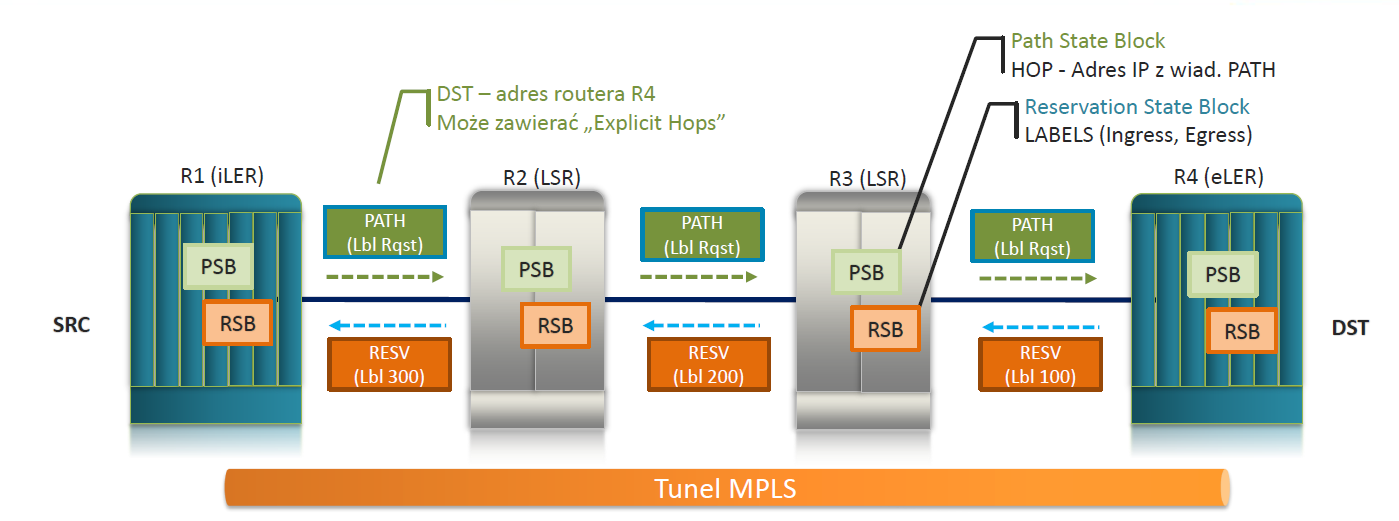 Path State Block
HOP - Adres IP z wiad. PATH
DST – adres routera R4
Może zawierać „Explicit Hops”
Reservation State Block
LABELS (Ingress, Egress)
R1 (iLER)
R2 (LSR)
R3 (LSR)
R4 (eLER)
PATH
(Lbl Rqst)
PATH
(Lbl Rqst)
PATH
(Lbl Rqst)
PSB
PSB
PSB
PSB
SRC
RSB
RSB
RSB
RSB
DST
RESV
(Lbl 300)
RESV
(Lbl 200)
RESV
(Lbl 100)
Tunel MPLS